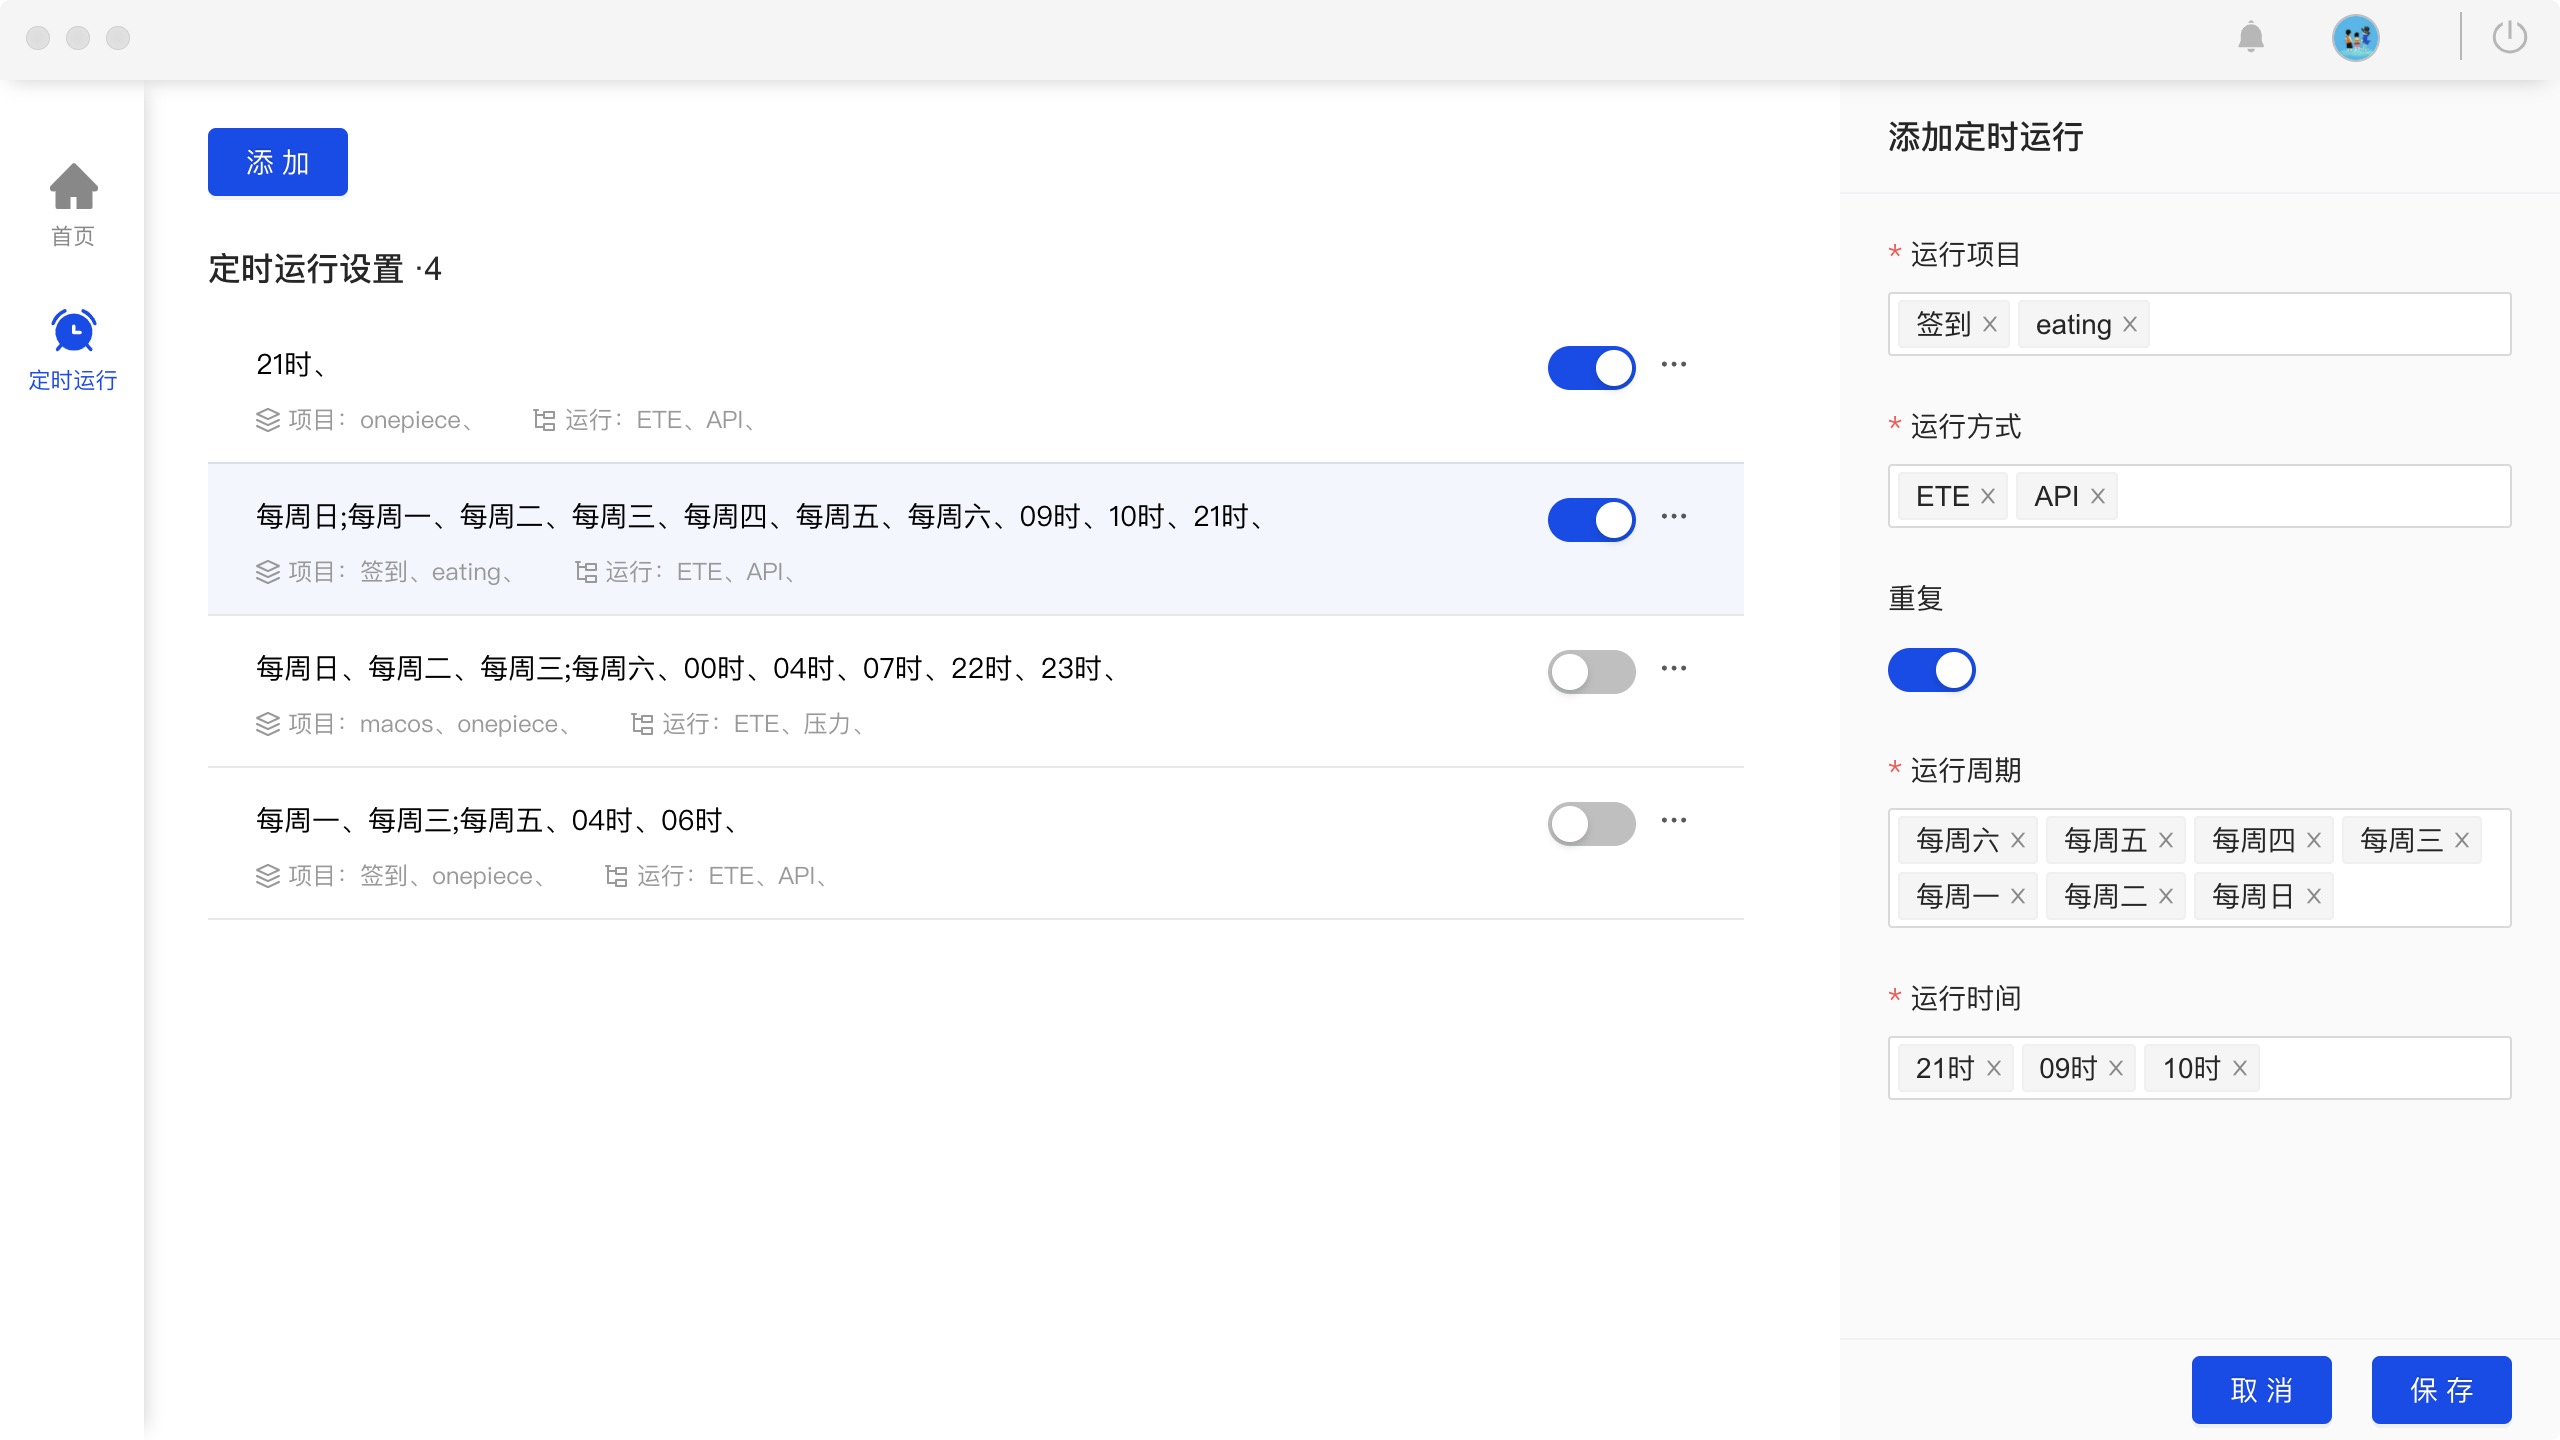 首页
定时运行
添 加
定时运行设置 ·4
21时、
项目：onepiece、 运行：ETE、API、
每周日;每周一、每周二、每周三、每周四、每周五、每周六、09时、10时、21时、
项目：签到、eating、 运行：ETE、API、
每周日、每周二、每周三;每周六、00时、04时、07时、22时、23时、
项目：macos、onepiece、 运行：ETE、压力、
每周一、每周三;每周五、04时、06时、
项目：签到、onepiece、 运行：ETE、API、
添加定时运行
* 运行项目
签到 eating
* 运行方式
ETE API
重复
* 运行周期
每周六 每周五 每周四 每周三
每周一 每周二 每周日
* 运行时间
21时 09时 10时
取 消 保 存